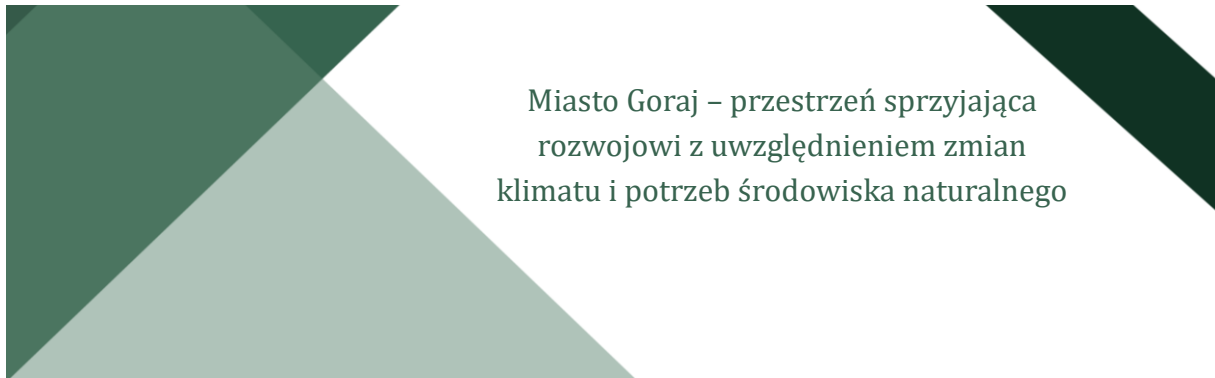 Miasto Goraj – przestrzeń sprzyjająca
rozwojowi z uwzględnieniem zmian
klimatu i potrzeb środowiska naturalnego